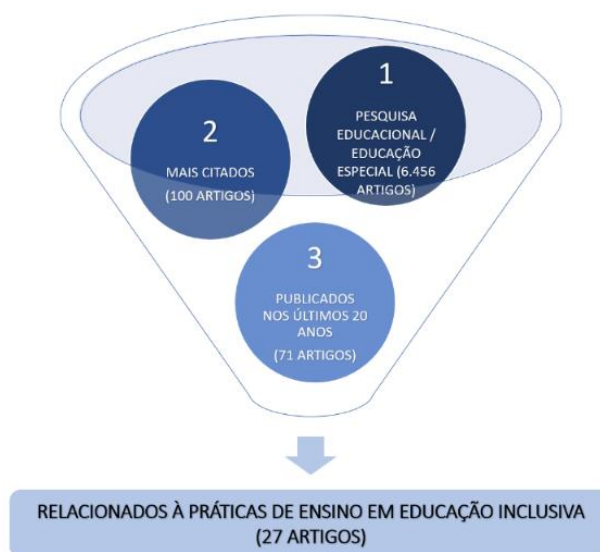 1
PESQUISA
EDUCACIONAL /
EDUCAÇÃO
ESPECIAL (6.456
ARTIGOS)
2
MAIS CITADOS
(100 ARTIGOS)
3
PUBLICADOS
NOS ÚLTIMOS 20
ANOS
(71 ARTIGOS)
RELACIONADOS À PRÁTICAS DE ENSINO EM EDUCAÇÃO INCLUSIVA
(27 ARTIGOS)